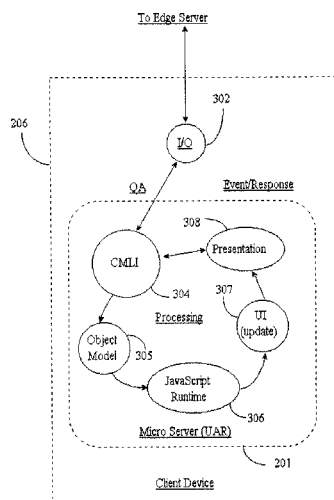 To Edge Server
302
206
I/O
QA
Event/Response
308
Presentation
CMLI
304
307
Processing
UI
(update)
Object
Model
305
JavaScript
Runtime
306
Micro Server (UAR)
201
Client Device